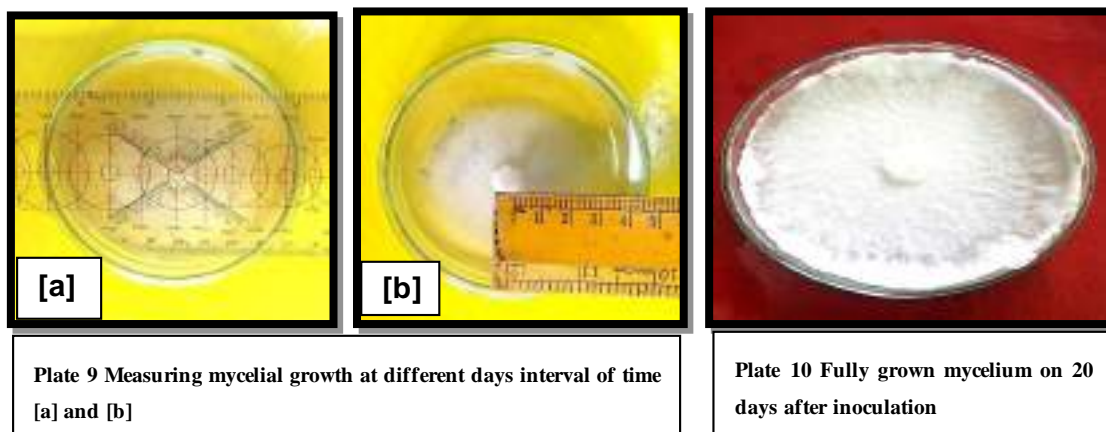 [a]
[b]
Plate 9 Measuring mycelial growth at different days interval of time
[a] and [b]
Plate 10 Fully grown mycelium on 20
days after inoculation